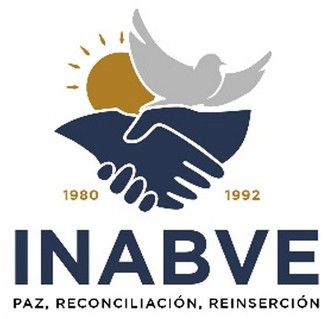 1980 1992
INABVE
PAZ, RECONCILIACIÓN, REINSERCIÓN